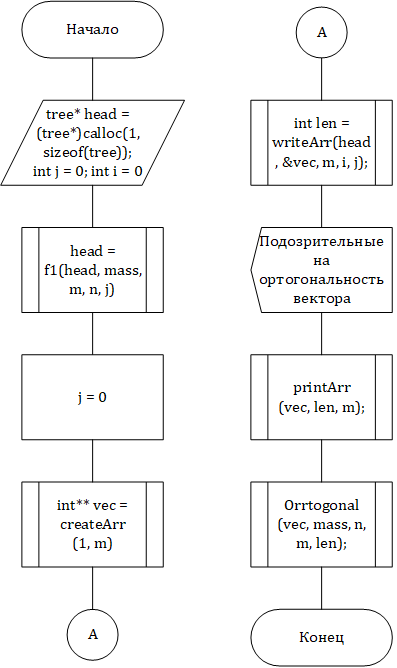 Начало
tree* head =
(tree*)calloc(1,
sizeof(tree));
int j = 0; int i = 0
head =
f1(head, mass,
m, n, j)
j = 0
int** vec =
createArr
(1, m)
А
А
int len =
writeArr(head
, &vec, m, i, j);
Подозрительные
на
ортогональность
вектора
printArr
(vec, len, m);
Orrtogonal
(vec, mass, n,
m, len);
Конец